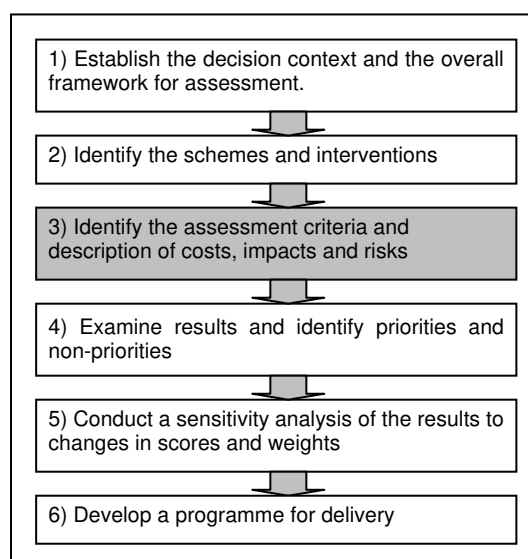 1) Establish the decision context and the overall
framework for assessment.
2) Identify the schemes and interventions
3) Identify the assessment criteria and
description of costs, impacts and risks
4) Examine results and identify priorities and
non-priorities
5) Conduct a sensitivity analysis of the results to
changes in scores and weights
6) Develop a programme for delivery